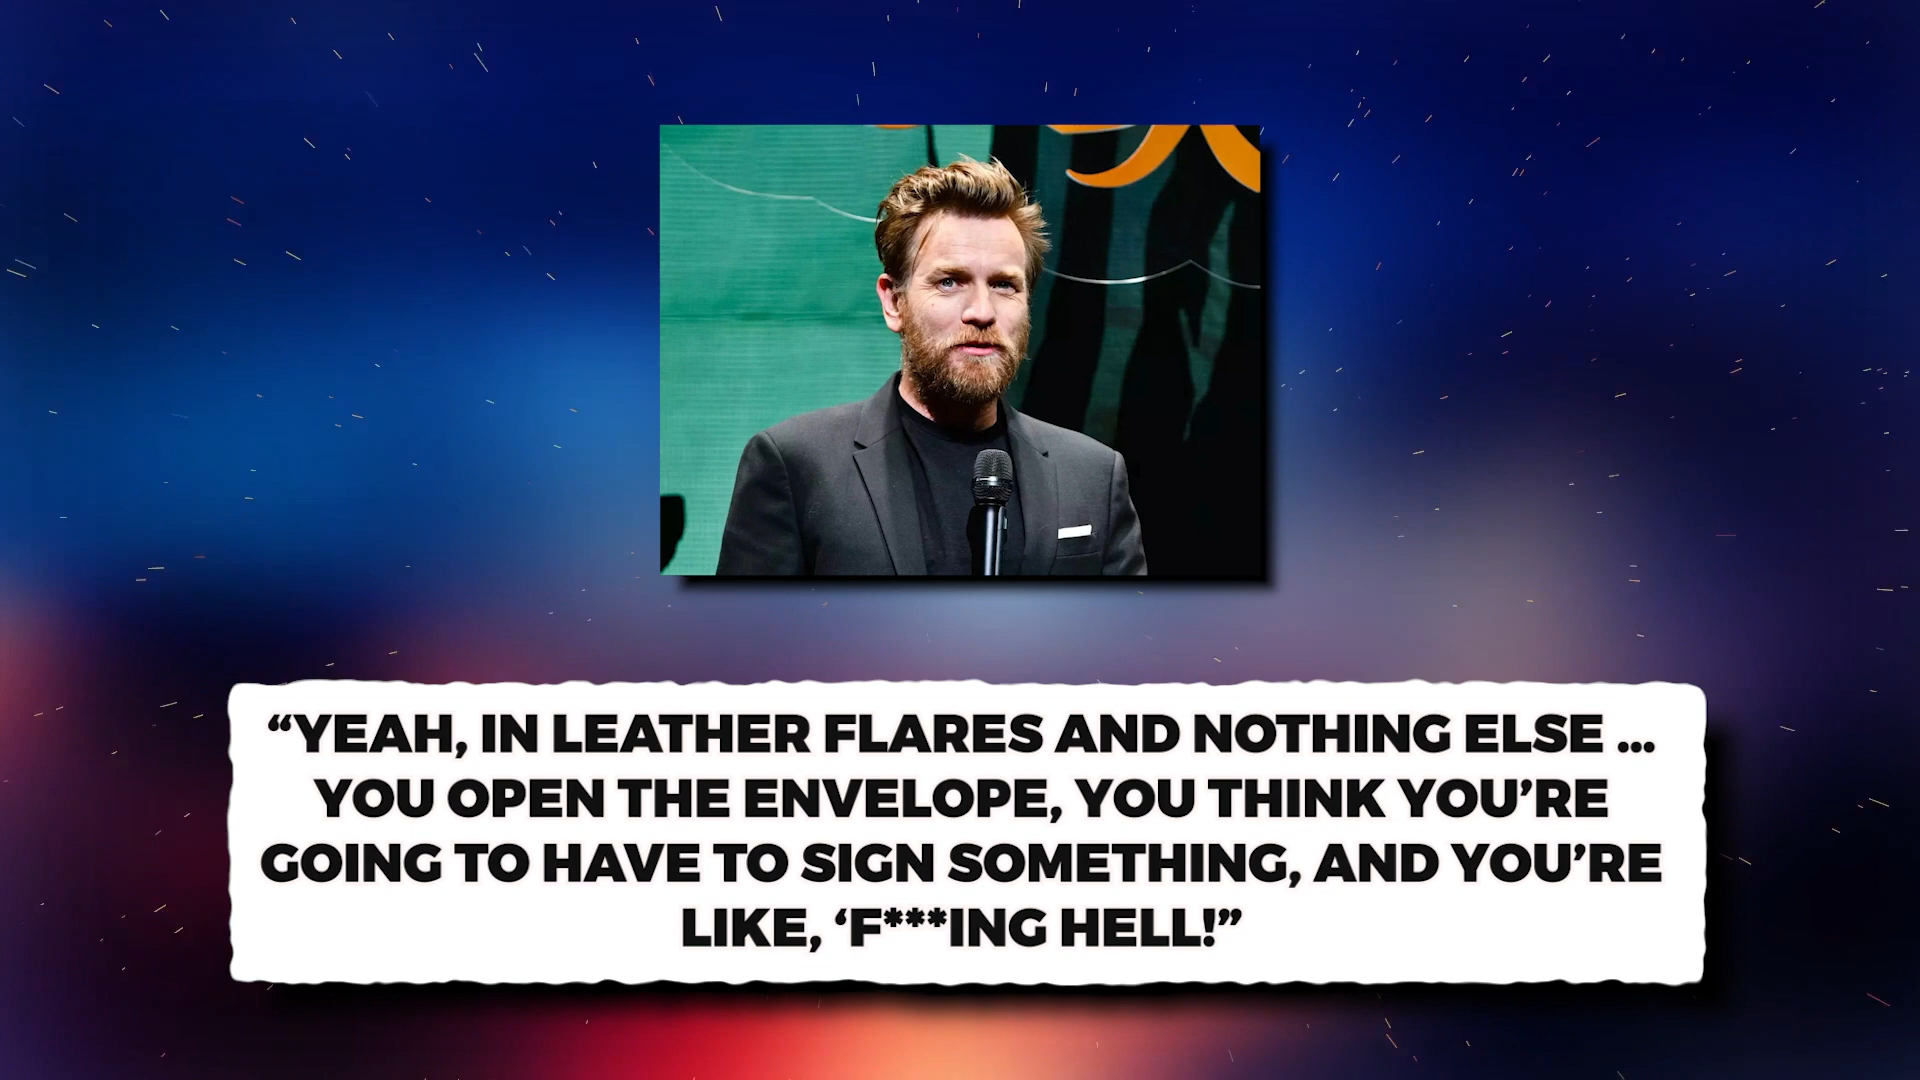 “YEAH, IN LEATHER FLARES AND NOTHING ELSE ...
YOU OPEN THE ENVELOPE, YOU THINK YOU’RE
GOING TO HAVE TO SIGN SOMETHING, AND YOU’RE
LIKE, ‘F***ING HELL!”